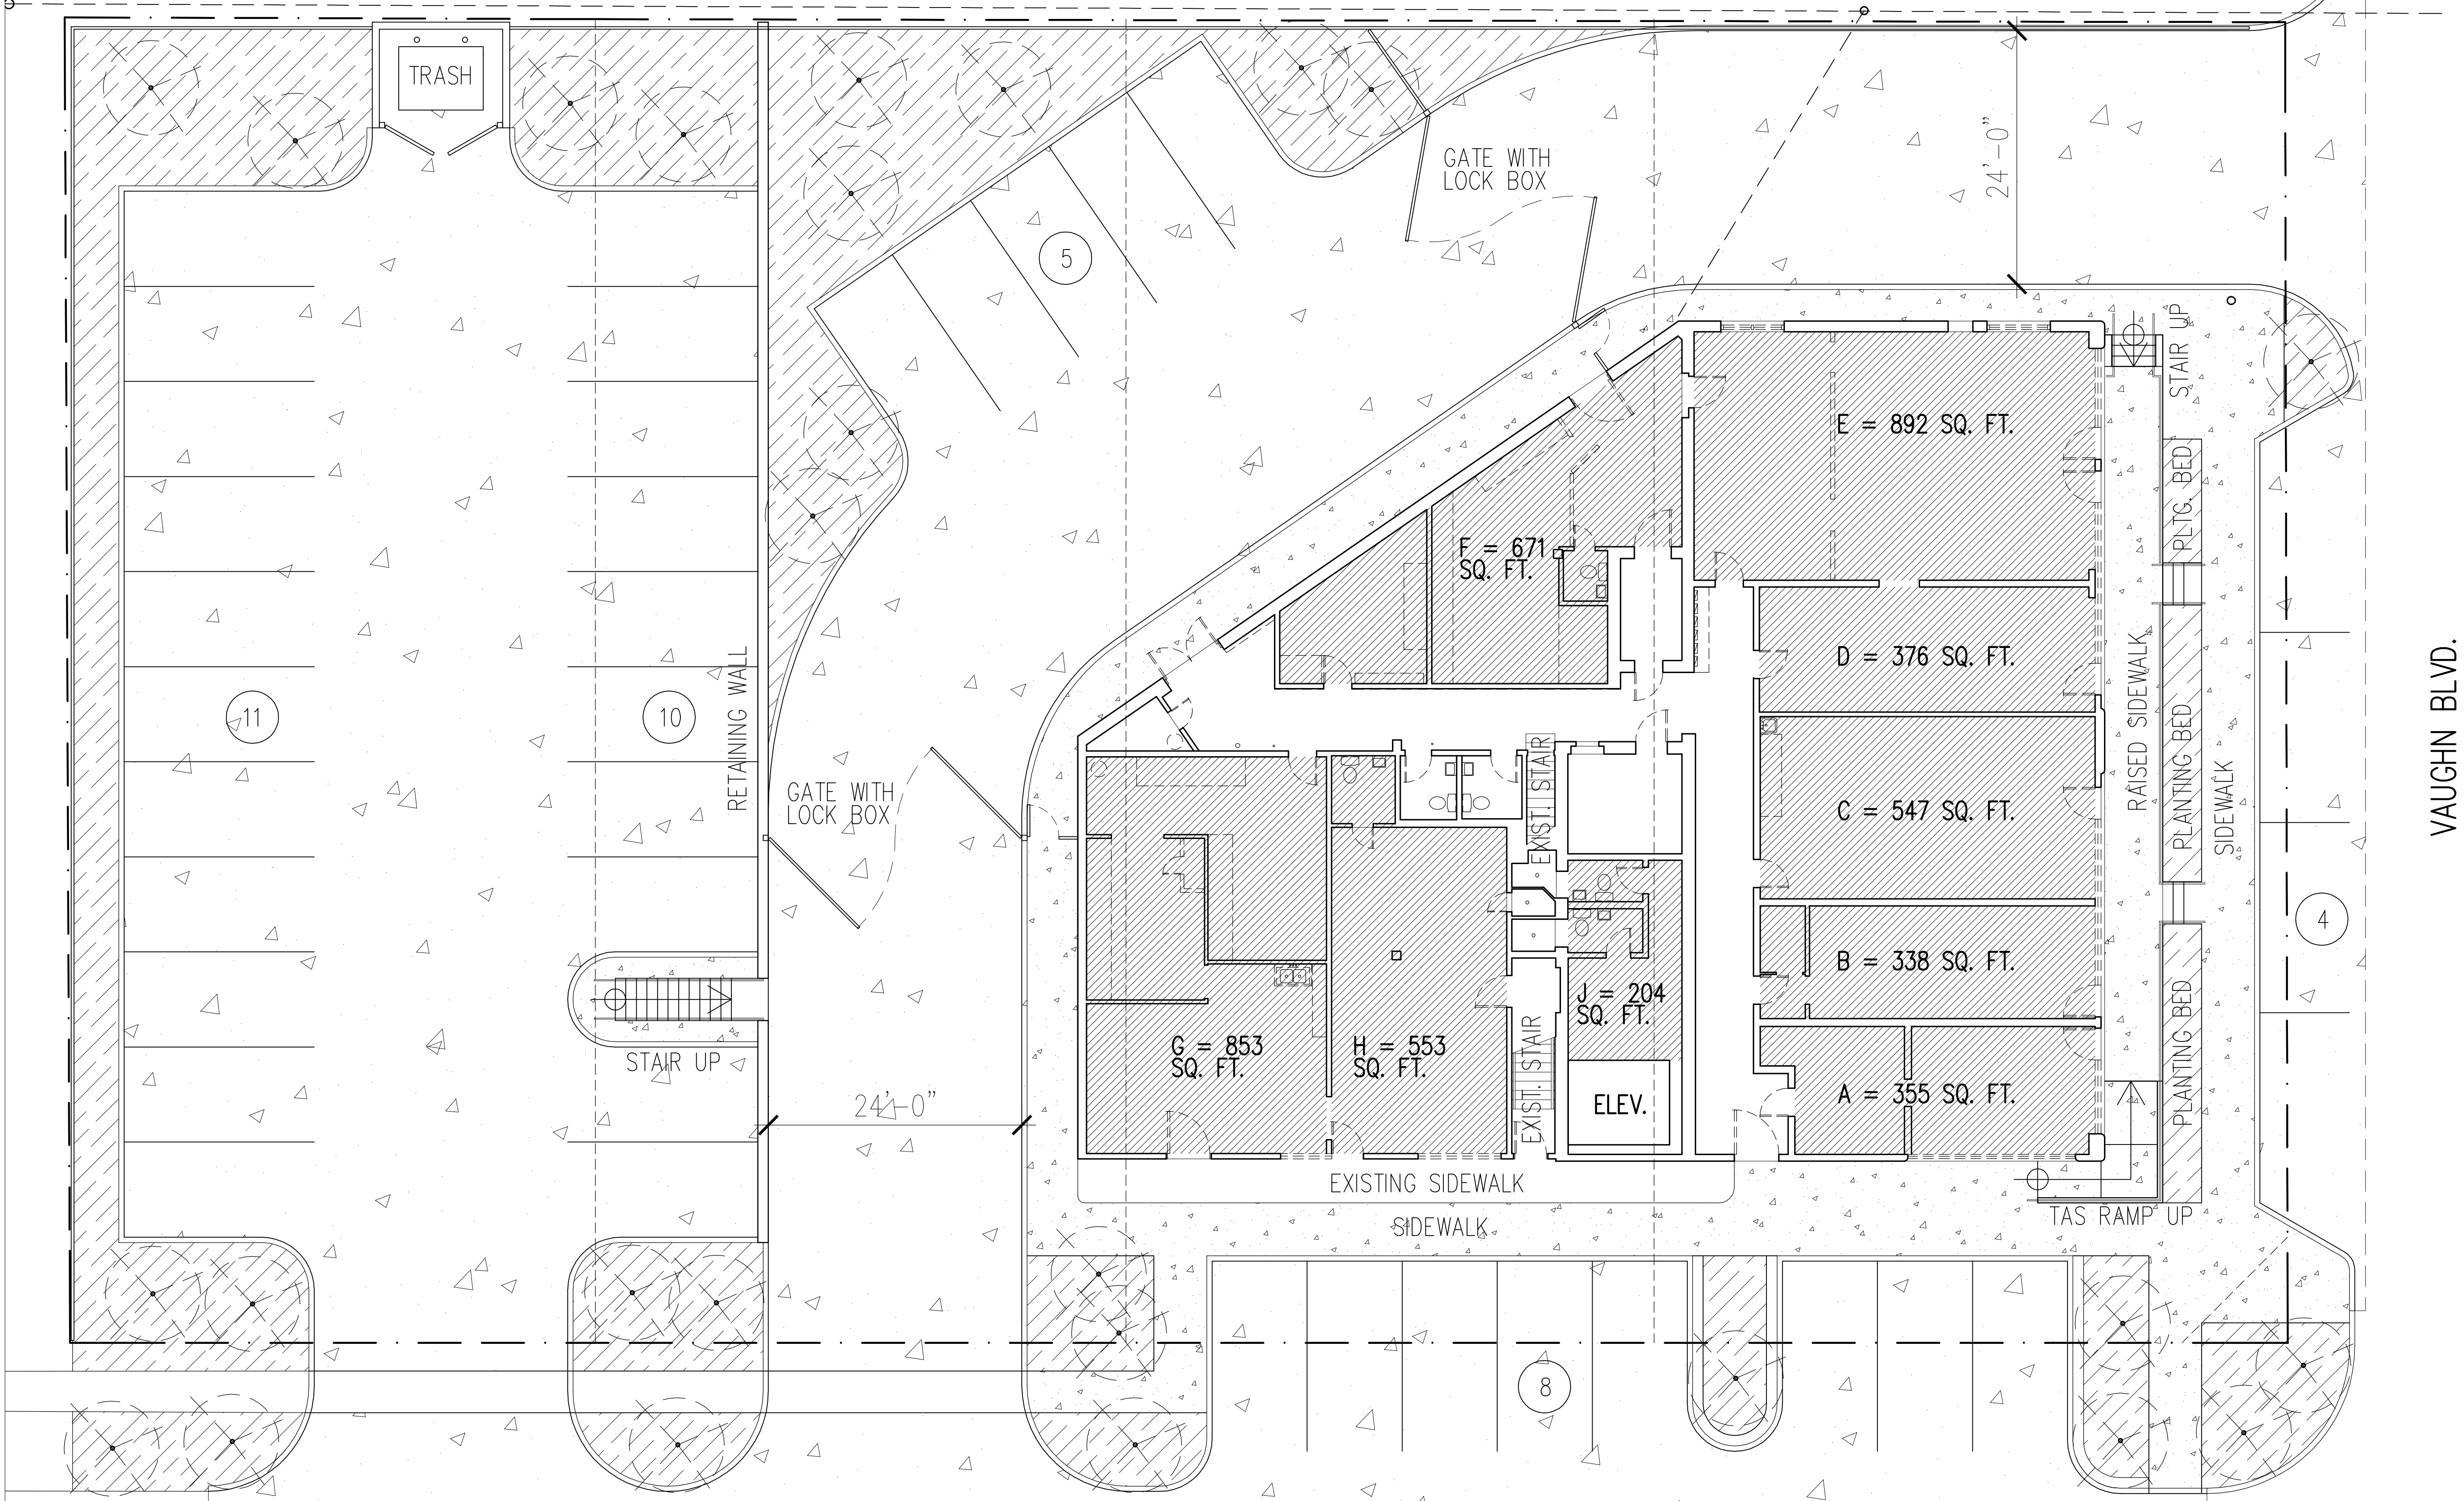 TRASH
GATE WITH
LOCK BOX
24'-0"
5
STAIR UP
E = 892 SQ. FT.
PLTG. BED
F = 671
SQ. FT.
D = 376 SQ. FT.
RAISED SIDEWALK
PLANTING BED
SIDEWALK
VAUGHN BLVD.
11
10
RETAINING WALL
GATE WITH
LOCK BOX
EXIST. STAIR
C = 547 SQ. FT.
4
B = 338 SQ. FT.
J = 204
SQ. FT.
STAIR UP
G = 853
SQ. FT.
H = 553
SQ. FT.
EXIST. STAIR
ELEV.
A = 355 SQ. FT.
PLANTING BED
24'-0"
EXISTING SIDEWALK
SIDEWALK
TAS RAMP UP
8